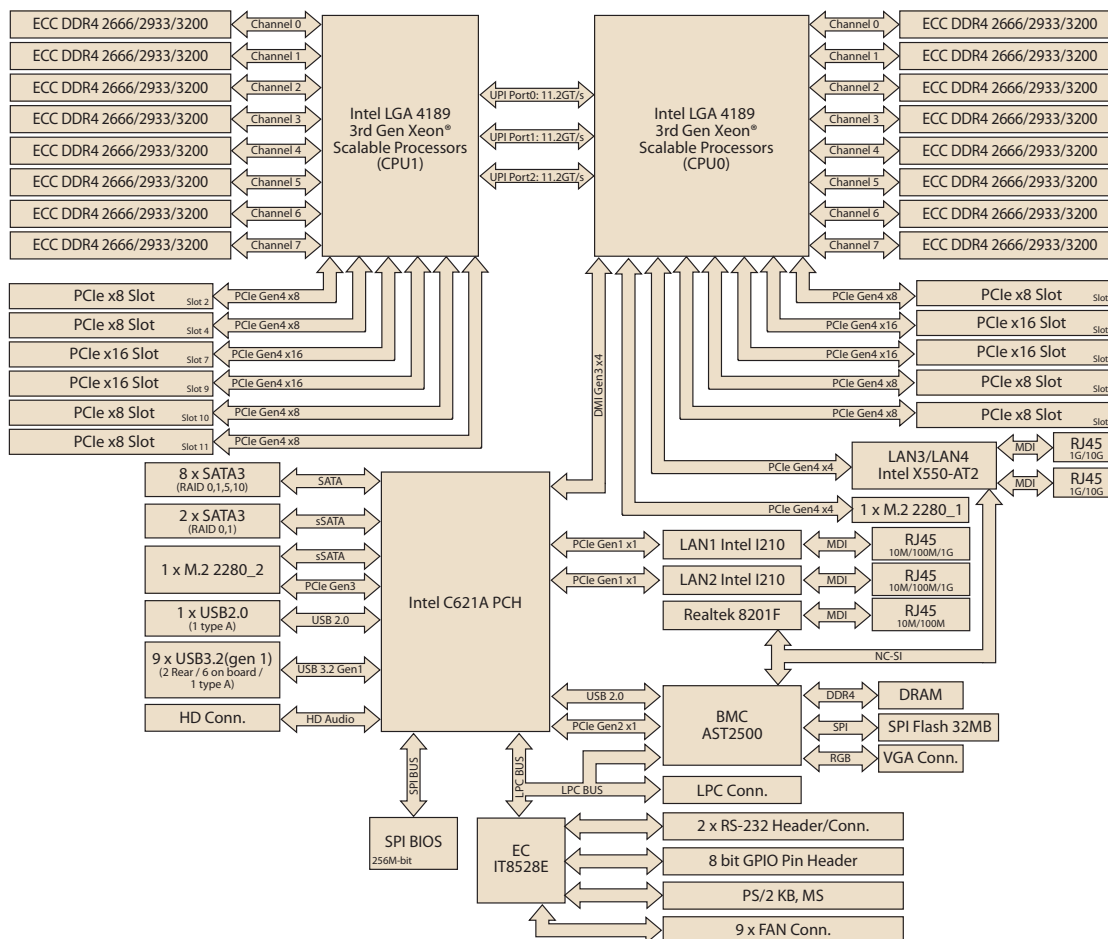 ECC DDR4 2666/2933/3200
Channel 0
ECC DDR4 2666/2933/3200
Channel 1
ECC DDR4 2666/2933/3200
Channel 2
ECC DDR4 2666/2933/3200
Channel 3
ECC DDR4 2666/2933/3200
Channel 4
ECC DDR4 2666/2933/3200
Channel 5
ECC DDR4 2666/2933/3200
Channel 6
ECC DDR4 2666/2933/3200
Channel 7
Intel LGA 4189
3rd Gen Xeon®
Scalable Processors
(CPU1)
UPI Port0: 11.2GT/s
UPI Port1: 11.2GT/s
UPI Port2: 11.2GT/s
Intel LGA 4189
3rd Gen Xeon®
Scalable Processors
(CPU0)
Channel 0
ECC DDR4 2666/2933/3200
Channel 1
ECC DDR4 2666/2933/3200
Channel 2
ECC DDR4 2666/2933/3200
Channel 3
ECC DDR4 2666/2933/3200
Channel 4
ECC DDR4 2666/2933/3200
Channel 5
ECC DDR4 2666/2933/3200
Channel 6
ECC DDR4 2666/2933/3200
Channel 7
ECC DDR4 2666/2933/3200
PCIe x8 Slot Slot 2
PCIe Gen4 x8
PCIe x8 Slot Slot 4
PCIe Gen4 x8
PCIe x16 Slot Slot 7
PCIe Gen4 x16
PCIe x16 Slot Slot 9
PCIe Gen4 x16
PCIe x8 Slot Slot 10
PCIe Gen4 x8
PCIe x8 Slot Slot 11
PCIe Gen4 x8
DMI Gen3 x4
PCIe Gen4 x8
PCIe x8 Slot Slot
PCIe Gen4 x16
PCIe x16 Slot Slot
PCIe Gen4 x16
PCIe x16 Slot Slot
PCIe Gen4 x8
PCIe x8 Slot Slot
PCIe Gen4 x8
PCIe x8 Slot Slot
PCIe Gen4 x4
LAN3/LAN4
Intel X550-AT2
MDI
RJ45
1G/10G
MDI
RJ45
1G/10G
PCIe Gen4 x4
1 x M.2 2280_1
8 x SATA3
(RAID 0,1,5,10)
SATA
2 x SATA3
(RAID 0,1)
sSATA
1 x M.2 2280_2
sSATA
PCIe Gen3
1 x USB2.0
(1 type A)
USB 2.0
9 x USB3.2(gen 1)
(2 Rear / 6 on board /
1 type A)
USB 3.2 Gen1
HD Conn.
HD Audio
Intel C621A PCH
PCIe Gen1 x1
LAN1 Intel I210
MDI
RJ45
10M/100M/1G
PCIe Gen1 x1
LAN2 Intel I210
MDI
RJ45
10M/100M/1G
Realtek 8201F
MDI
RJ45
10M/100M
NC-SI
USB 2.0
PCIe Gen2 x1
BMC
AST2500
DDR4
DRAM
SPI
SPI Flash 32MB
RGB
VGA Conn.
SPI BUS
LPC BUS
LPC BUS
LPC Conn.
SPI BIOS
256M-bit
EC
IT8528E
2 x RS-232 Header/Conn.
8 bit GPIO Pin Header
PS/2 KB, MS
9 x FAN Conn.